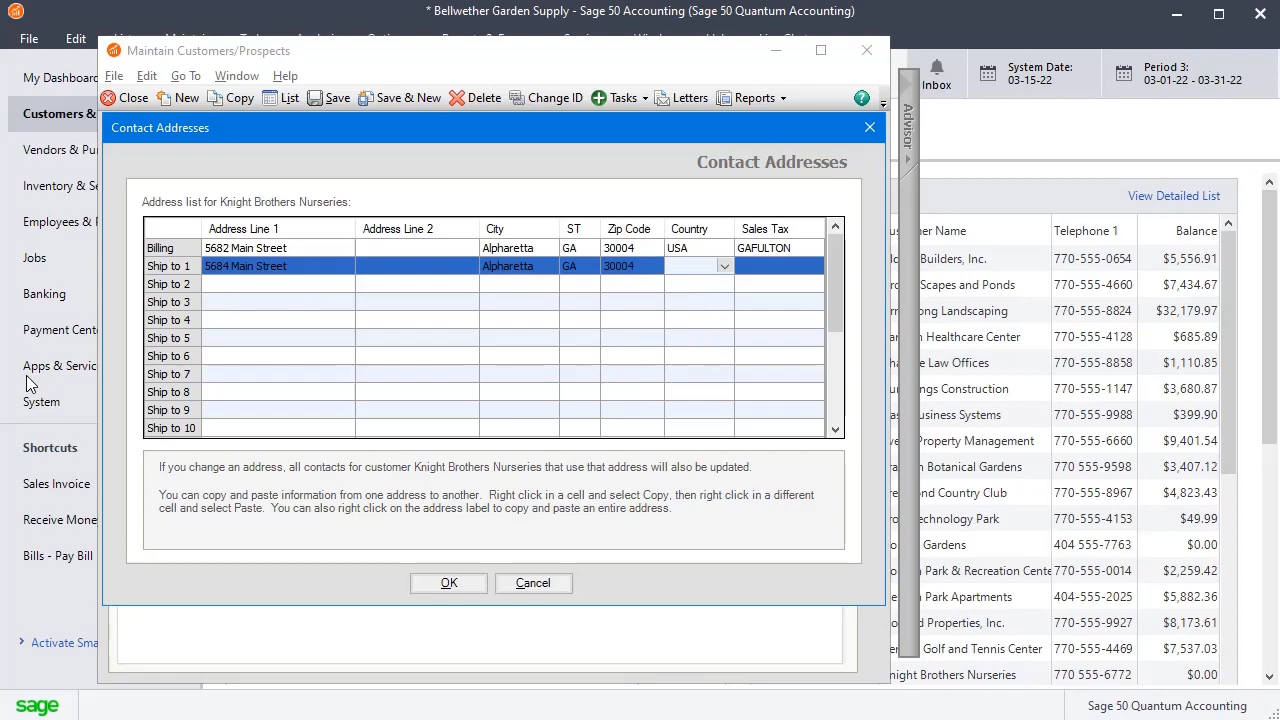 * Bellwether Garden Supply - Sage 50 Accounting (Sage 50 Quantum Accounting)
File Edit
Maintain Customers/Prospects
File Edit Go To Window Help
Close New Copy List Save Save & New Delete Change ID Tasks Letters Reports
Inbox
System Date:
03-15-22
Period 3:
03-01-22 - 03-31-22
Advisor
My Dashboard
Customers &
Vendors & Pu
Inventory & Se
Employees &
Jobs
Banking
Payment Cent
Apps & Servic
System
Shortcuts
Sales Invoice
Receive Mone
Bills - Pay Bill
Activate Sma
Contact Addresses
Contact Addresses
Address list for Knight Brothers Nurseries:
Address Line 1 Address Line 2 City ST Zip Code Country Sales Tax
Billing 5682 Main Street Alpharetta GA 30004 USA GAFULTON
Ship to 1 5684 Main Street Alpharetta GA 30004
Ship to 2
Ship to 3
Ship to 4
Ship to 5
Ship to 6
Ship to 7
Ship to 8
Ship to 9
Ship to 10
If you change an address, all contacts for customer Knight Brothers Nurseries that use that address will also be updated.
You can copy and paste information from one address to another. Right click in a cell and select Copy, then right click in a different
cell and select Paste. You can also right click on the address label to copy and paste an entire address.
OK Cancel
View Detailed List
er Name Telephone 1 Balance
Builders, Inc. 770-555-0654 $5,535.91
Scapes and Ponds 770-555-4660 $7,434.67
ong Landscaping 770-555-8824 $32,179.97
n Healthcare Center 770-555-4128 $685.89
e Law Offices 770-555-8858 $1,110.85
ngs Construction 770-555-1147 $3,680.87
usiness Systems 770-555-9988 $399.90
Property Management 770-555-6660 $9,401.54
n Botanical Gardens 770-555-9558 $3,407.12
ond Country Club 770-555-8967 $4,823.43
echnology Park 770-555-4153 $49.99
Gardens 404 555-7763 $0.00
n Park & Recreation Cente 770-555-0014 $2,259.42
Park Apartments 404-555-2025 $5,882.36
d Properties, Inc. 770-555-9927 $8,173.61
Golf and Tennis Center 770-555-4469 $7,537.03
Knight Brothers Nurseries 770 555-6772 $0.00
sage
Sage 50 Quantum Accounting